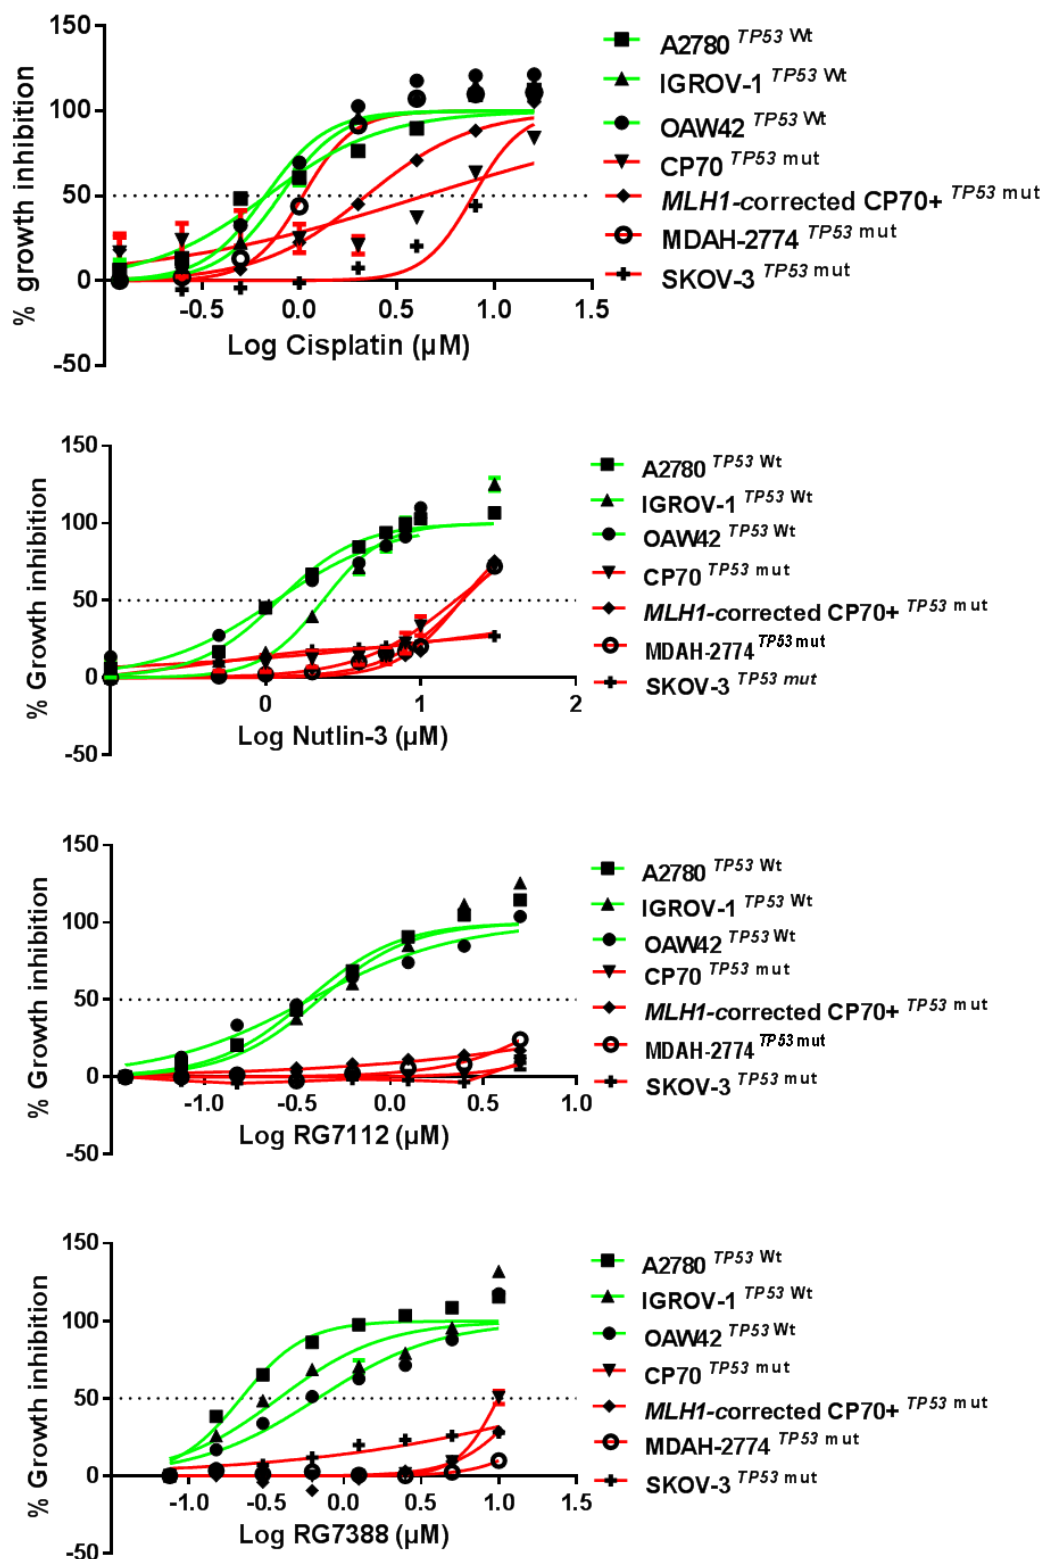 % growth inhibition
150
100
50
0
-50
-0.5
0.0
0.5
1.0
1.5
Log Cisplatin (µM)
A2780 TP53 Wt
IGROV-1 TP53 Wt
OAW42 TP53 Wt
CP70 TP53 mut
MLH1-corrected CP70+ TP53 mut
MDAH-2774 TP53 mut
SKOV-3 TP53 mut
% Growth inhibition
150
100
50
0
-50
0
1
2
Log Nutlin-3 (µM)
A2780 TP53 Wt
IGROV-1 TP53 Wt
OAW42 TP53 Wt
CP70 TP53 mut
MLH1-corrected CP70+ TP53 mut
MDAH-2774 TP53 mut
SKOV-3 TP53 mut
% Growth inhibition
150
100
50
0
-50
-1.0
-0.5
0.0
0.5
1.0
Log RG7112 (µM)
A2780 TP53 Wt
IGROV-1 TP53 Wt
OAW42 TP53 Wt
CP70 TP53 mut
MLH1-corrected CP70+ TP53 mut
MDAH-2774 TP53 mut
SKOV-3 TP53 mut
% Growth inhibition
150
100
50
0
-50
-1.0
-0.5
0.0
0.5
1.0
1.5
Log RG7388 (µM)
A2780 TP53 Wt
IGROV-1 TP53 Wt
OAW42 TP53 Wt
CP70 TP53 mut
MLH1-corrected CP70+ TP53 mut
MDAH-2774 TP53 mut
SKOV-3 TP53 mut